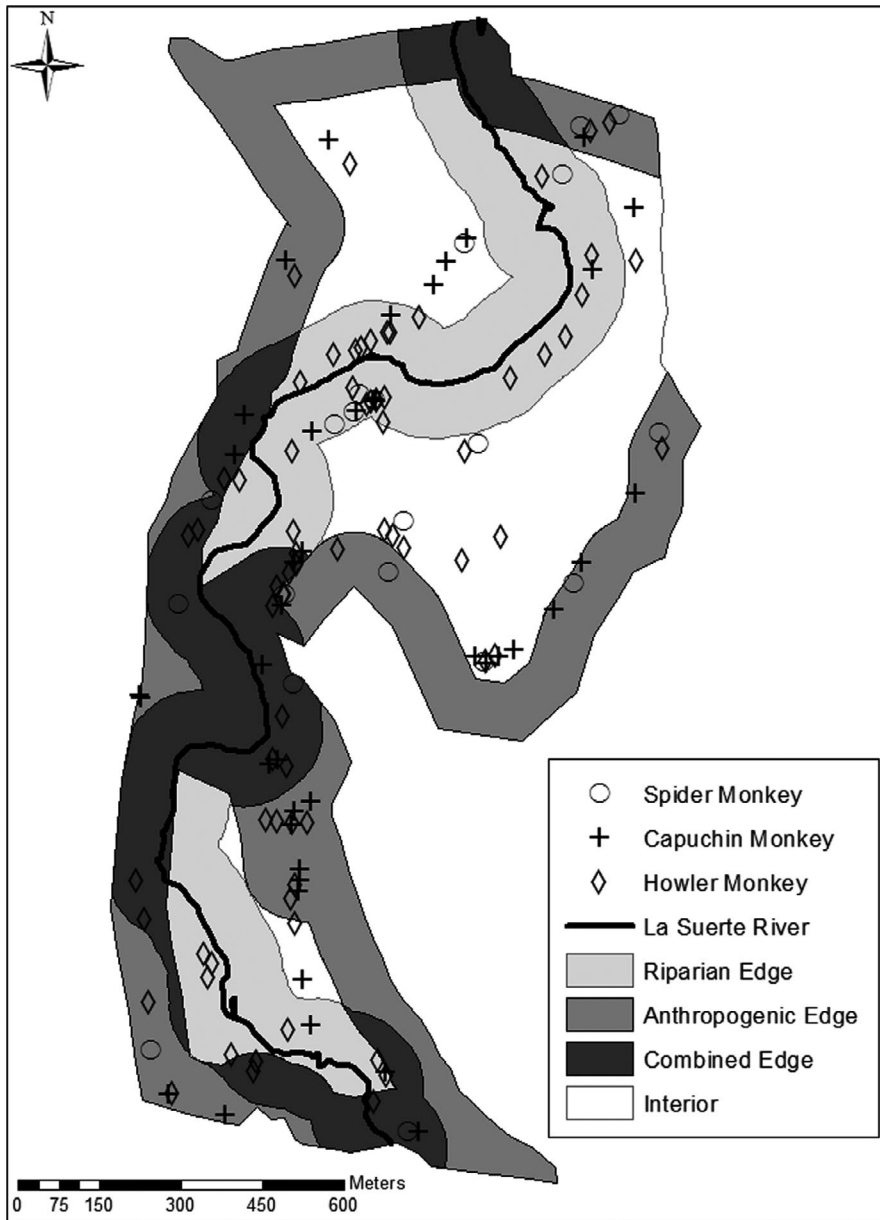 N
Spider Monkey
Capuchin Monkey
Howler Monkey
La Suerte River
Riparian Edge
Anthropogenic Edge
Combined Edge
Interior
Meters
0 75 150 300 450 600